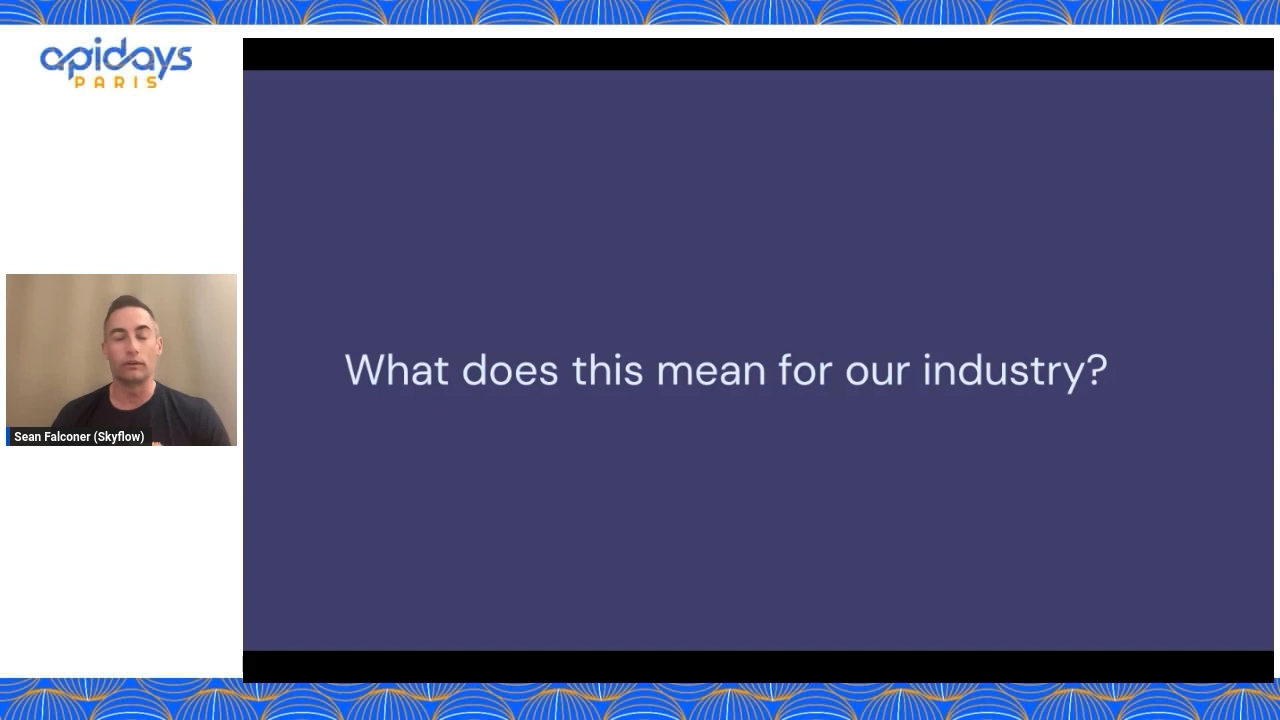 apidays
PARIS
What does this mean for our industry?
Sean Falconer (Skyflow)